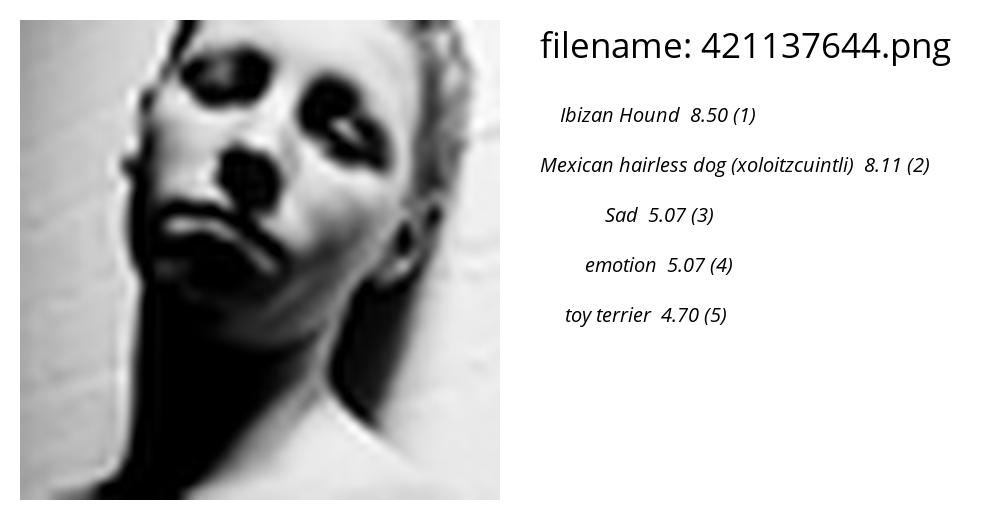 filename: 421137644.png
Ibizan Hound 8.50 (1)
Mexican hairless dog (xoloitzcuintli) 8.11 (2)
Sad 5.07 (3)
emotion 5.07 (4)
toy terrier 4.70 (5)